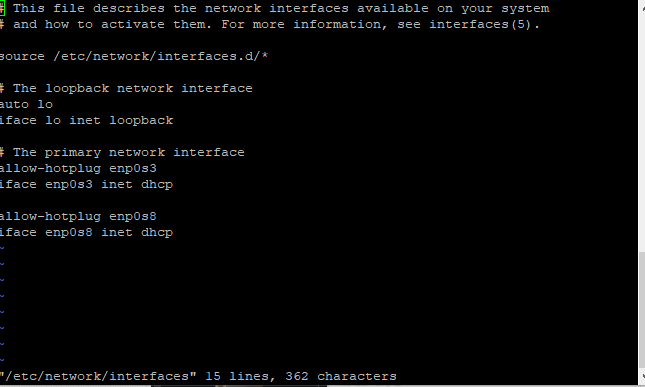 # This file describes the network interfaces available on your system
# and how to activate them. For more information, see interfaces(5).
source /etc/network/interfaces.d/*
# The loopback network interface
auto lo
iface lo inet loopback
# The primary network interface
allow-hotplug enp0s3
iface enp0s3 inet dhcp
allow-hotplug enp0s8
iface enp0s8 inet dhcp
~
~
~
~
~
~
~
~
"/etc/network/interfaces" 15 lines, 362 characters